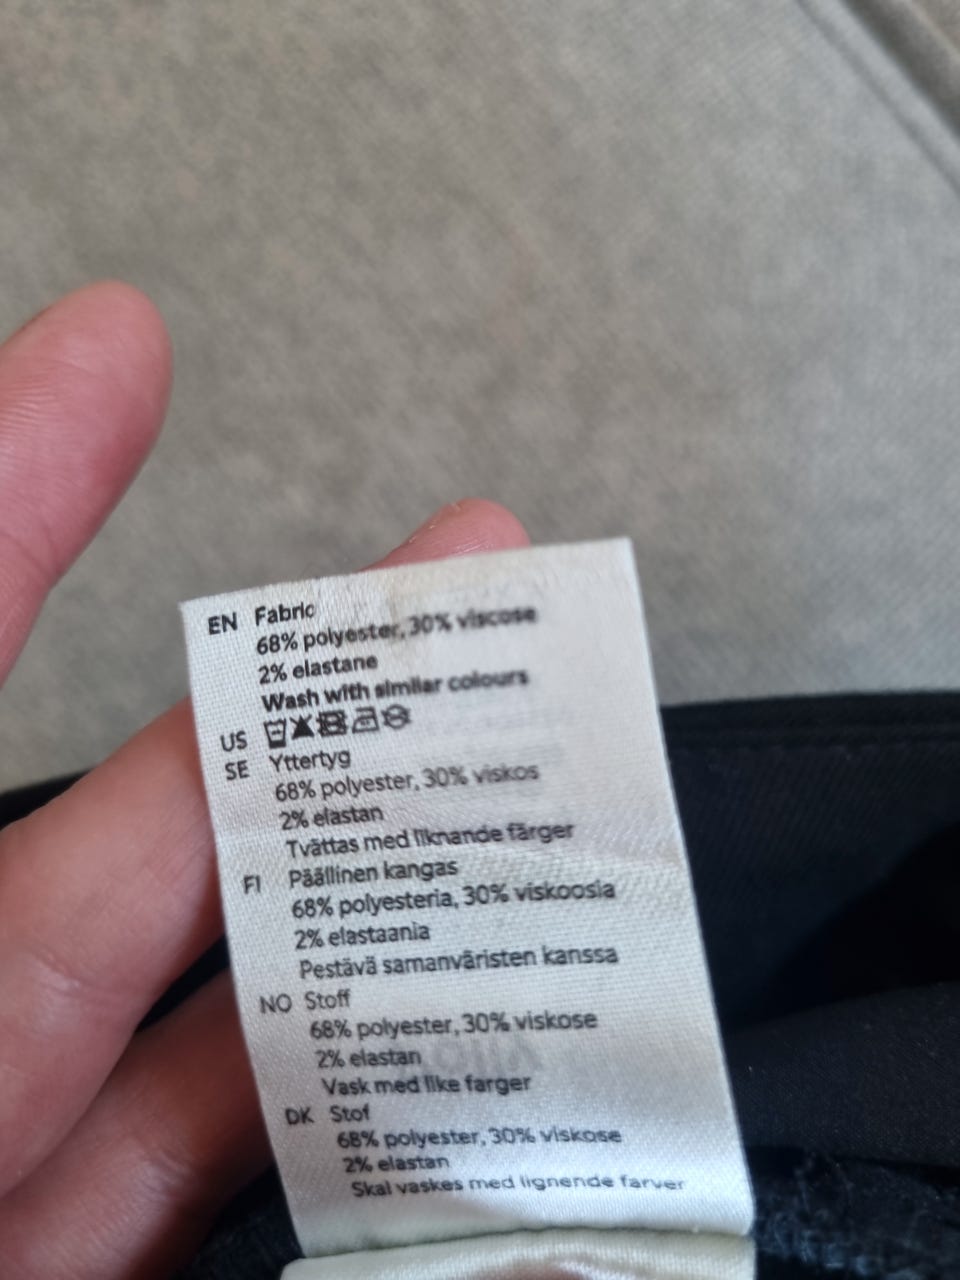 EN Fabric
68% polyester, 30% viscose
2% elastane
Wash with similar colours
US
SE Yttertyg
68% polyester, 30% viskos
2% elastan
Tvättas med liknande färger
FI Päällinen kangas
68% polyesteria, 30% viskoosia
2% elastaania
Pestävä samanväristen kanssa
NO Stoff
68% polyester, 30% viskose
2% elastan
Vask med like farger
DK Stof
68% polyester, 30% viskose
2% elastan
Skal vaskes med lignende farver